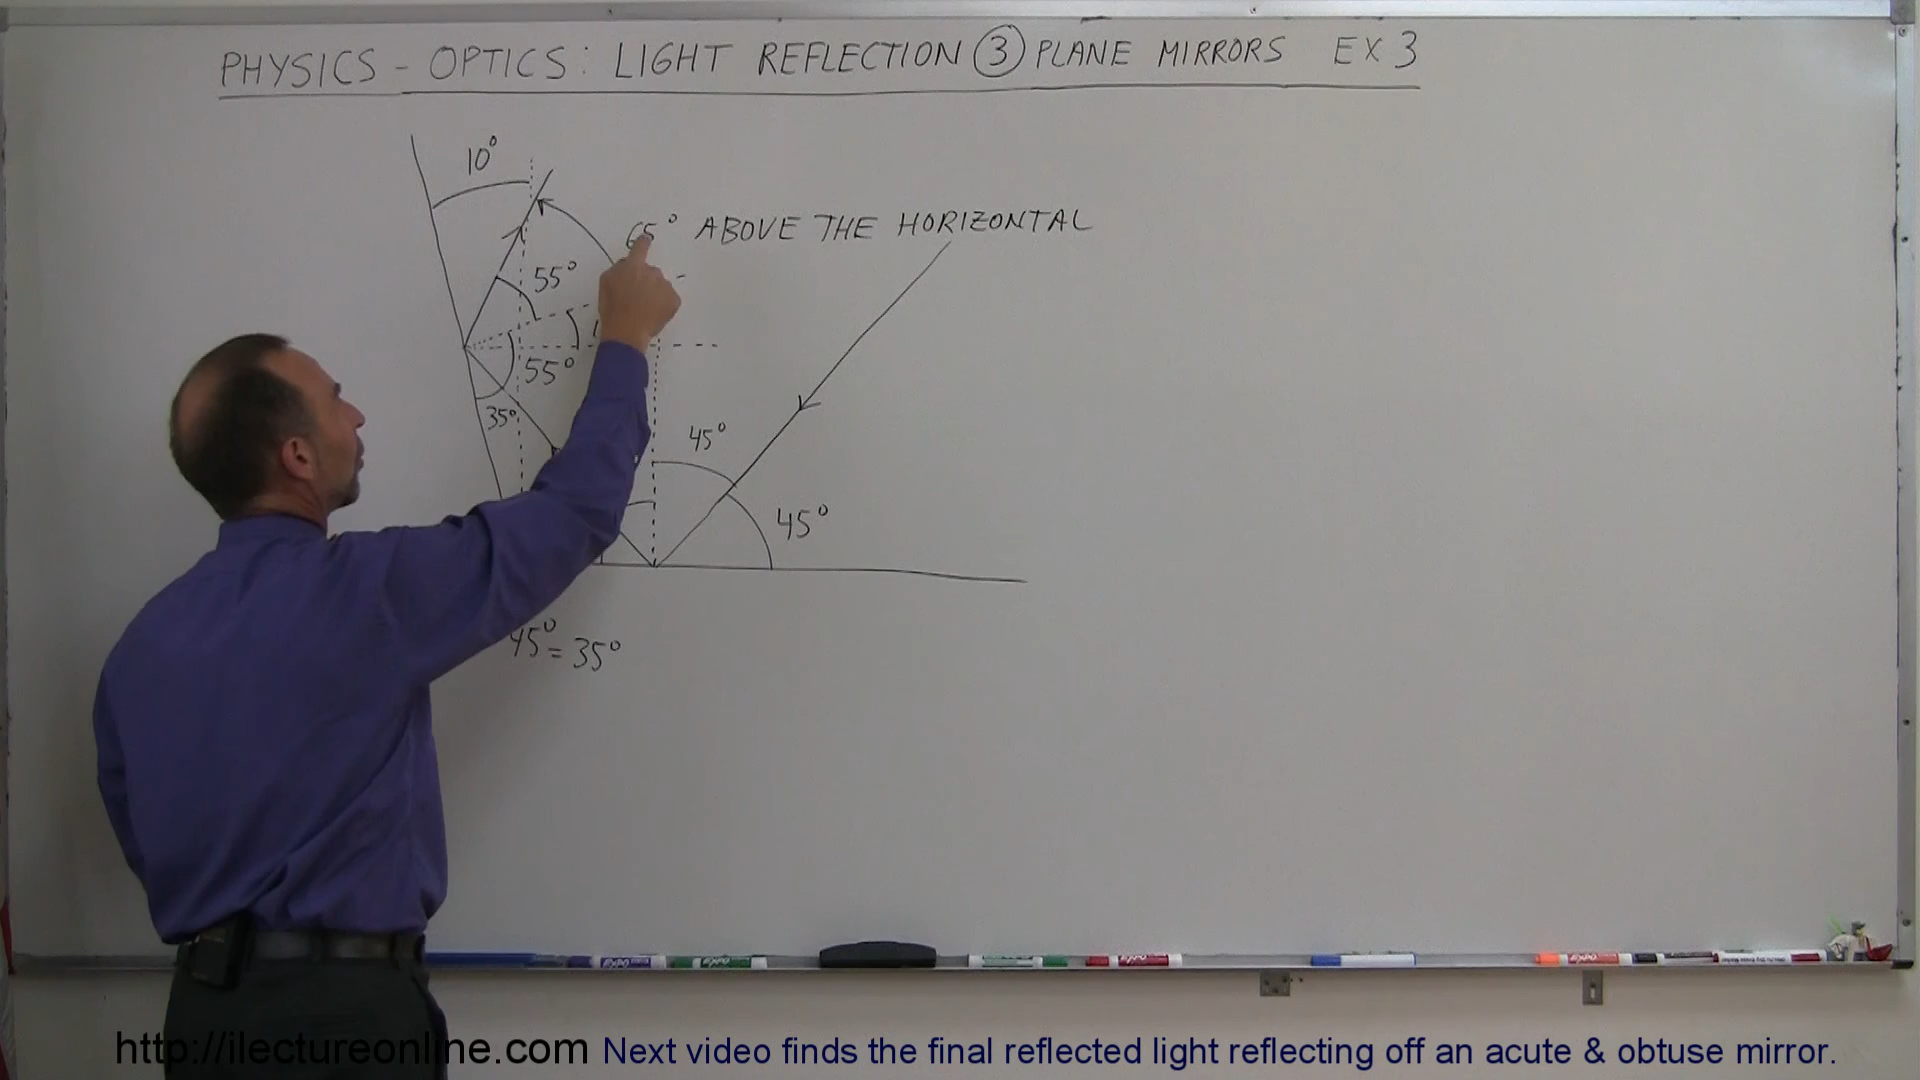 PHYSICS - OPTICS: LIGHT REFLECTION ③ PLANE MIRRORS EX 3
10°
65° ABOVE THE HORIZONTAL
55°
55°
35°
45°
45°
45° = 35°
http://ilectureonline.com Next video finds the final reflected light reflecting off an acute & obtuse mirror.